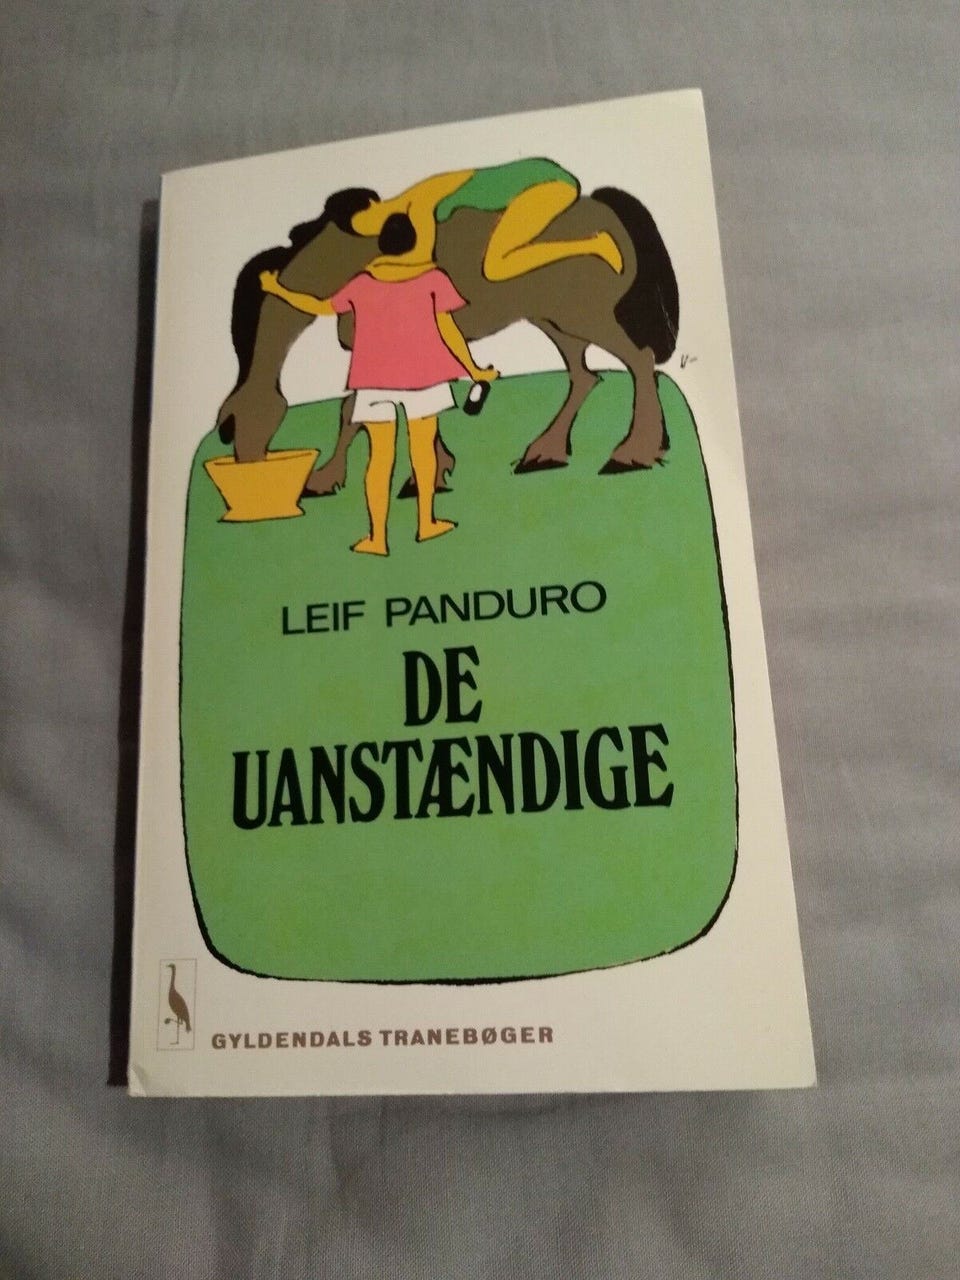 LEIF PANDURO
DE
UANSTÆNDIGE
GYLDENDALS TRANEBØGER